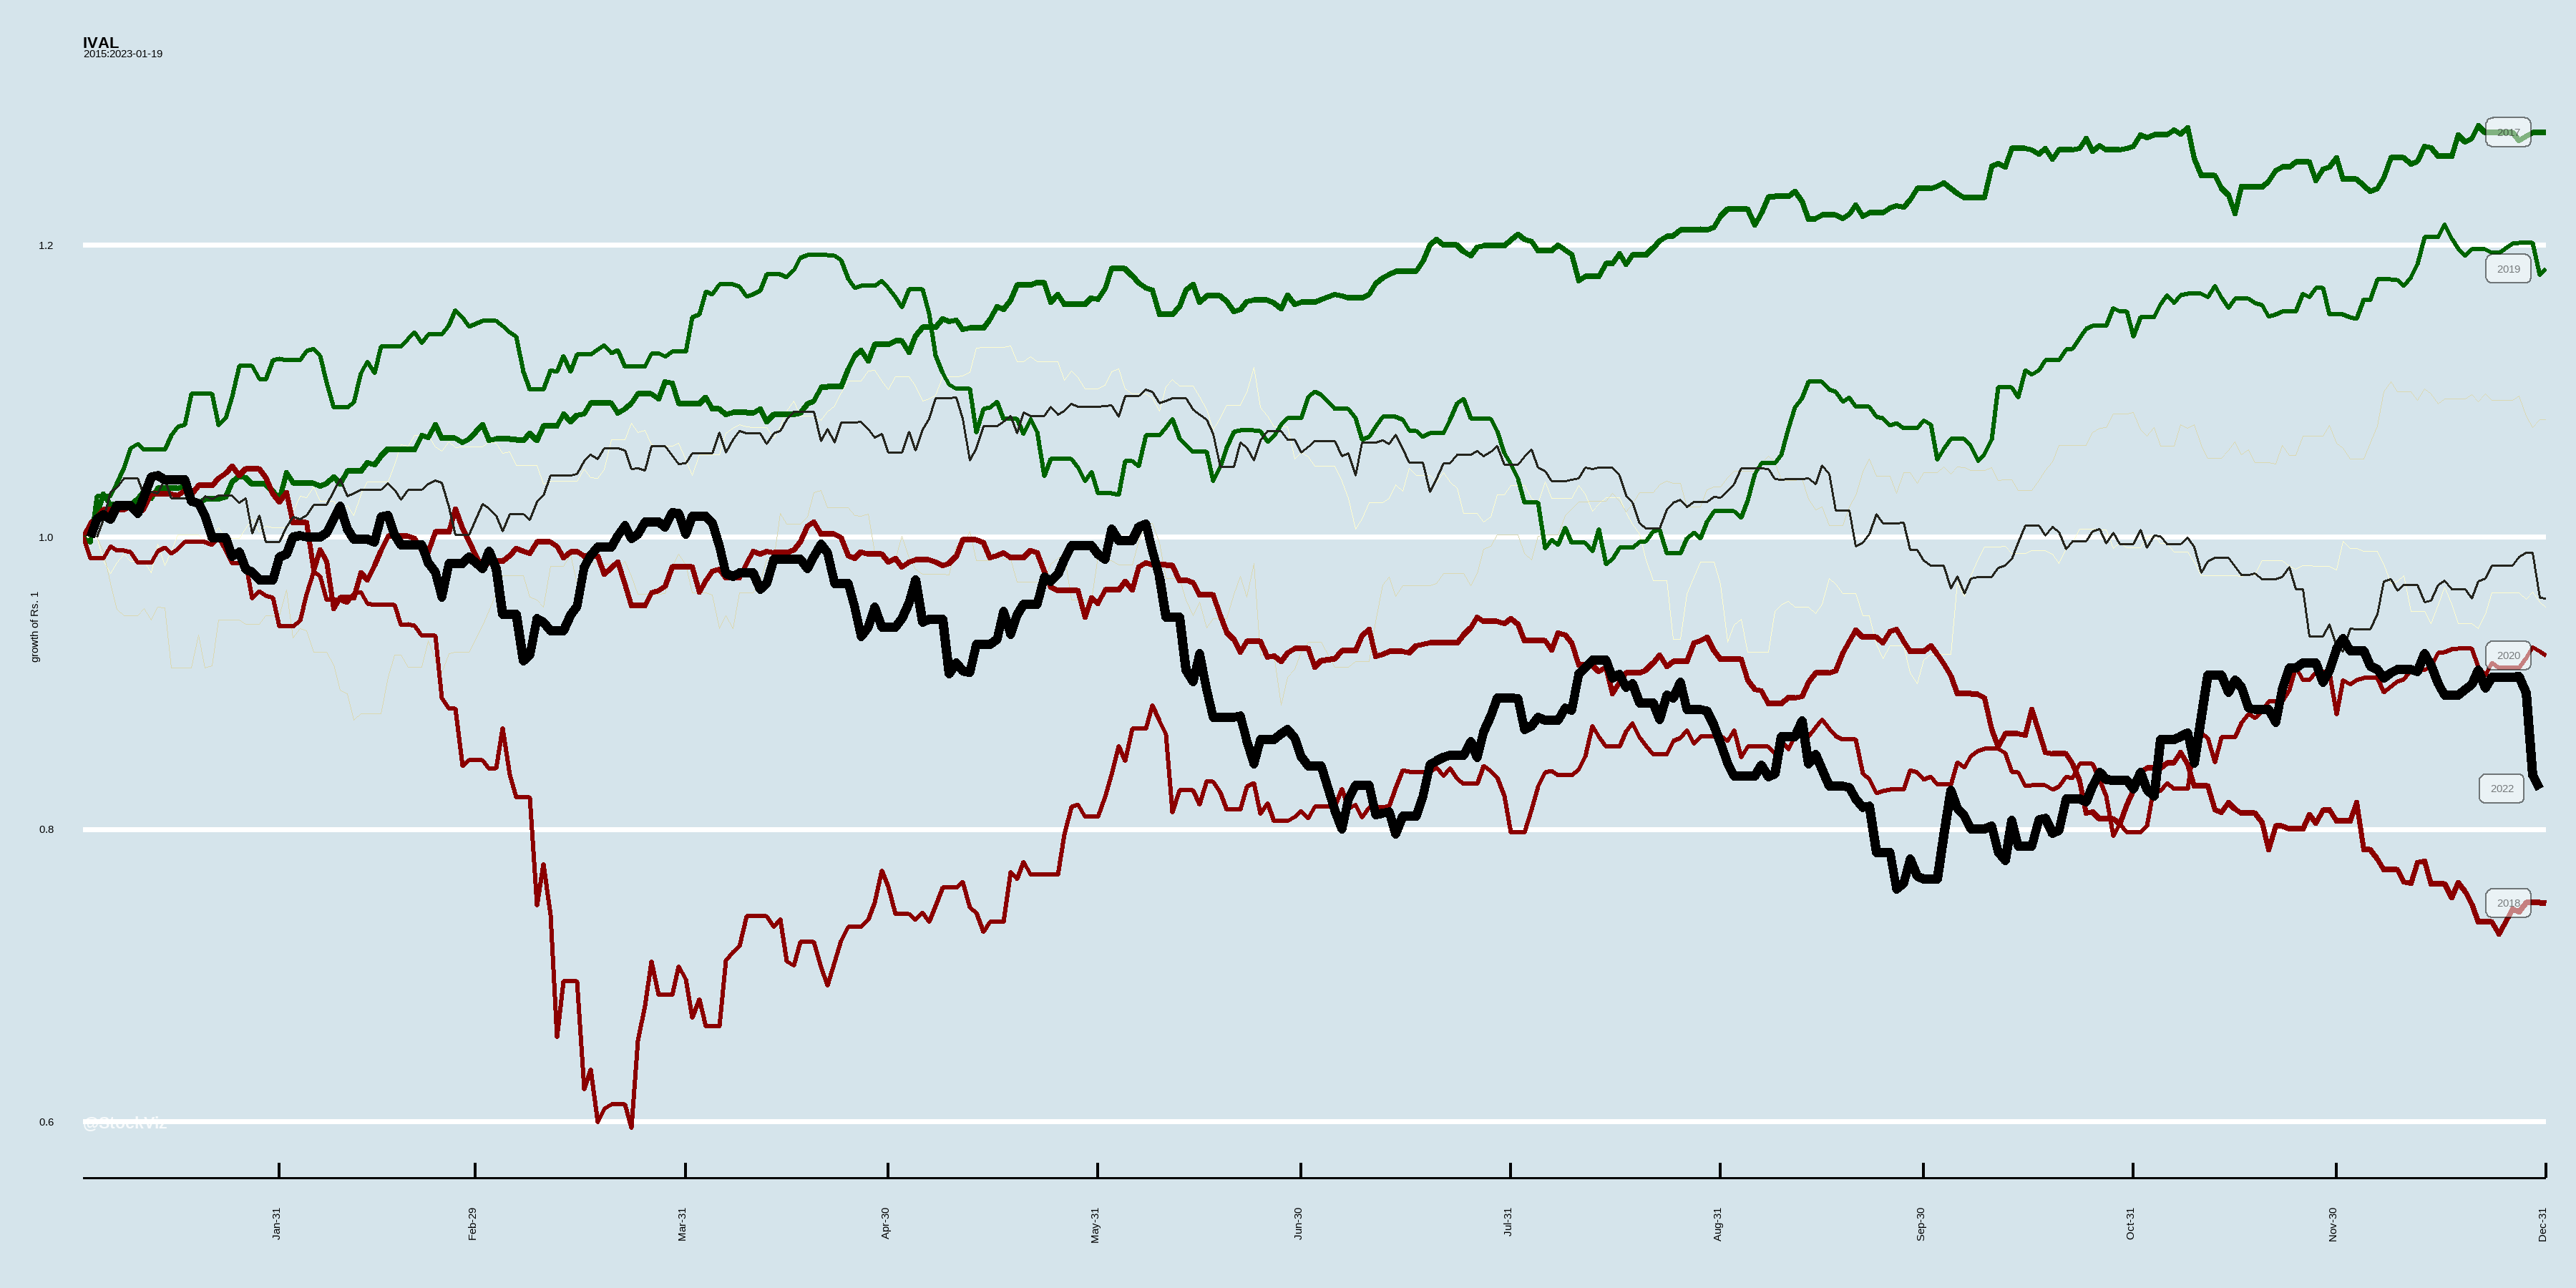 IVAL
2015:2023-01-19
2017
1.2
2019
1.0
growth of Rs. 1
2020
2022
0.8
2018
0.6
@StockViz
Jan-31
Feb-29
Mar-31
Apr-30
May-31
Jun-30
Jul-31
Aug-31
Sep-30
Oct-31
Nov-30
Dec-31